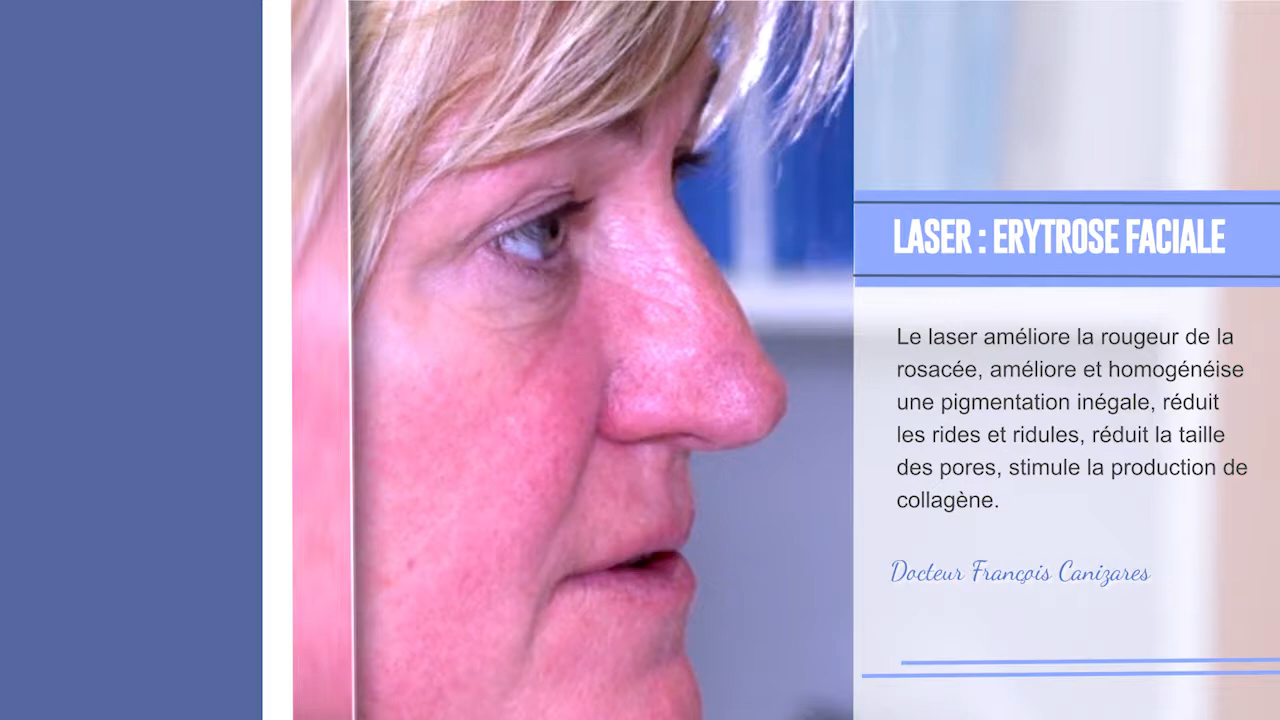 LASER : ERYTROSE FACIALE
Le laser améliore la rougeur de la
rosacée, améliore et homogénéise
une pigmentation inégale, réduit
les rides et ridules, réduit la taille
des pores, stimule la production de
collagène.
Docteur François Canizares